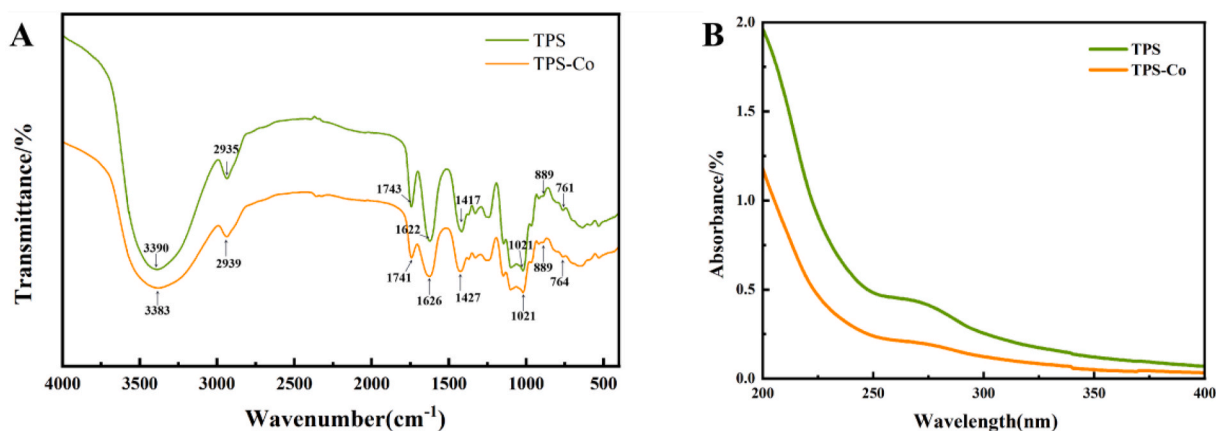 A
TPS
TPS-Co
Transmittance/%
2935
2939
3390
3383
1743
1622
1417
1021
889
761
1741
1626
1427
1021
889
764
4000 3500 3000 2500 2000 1500 1000 500
Wavenumber(cm⁻¹)
B
TPS
TPS-Co
Absorbance/%
2.0
1.5
1.0
0.5
0.0
200 250 300 350 400
Wavelength(nm)